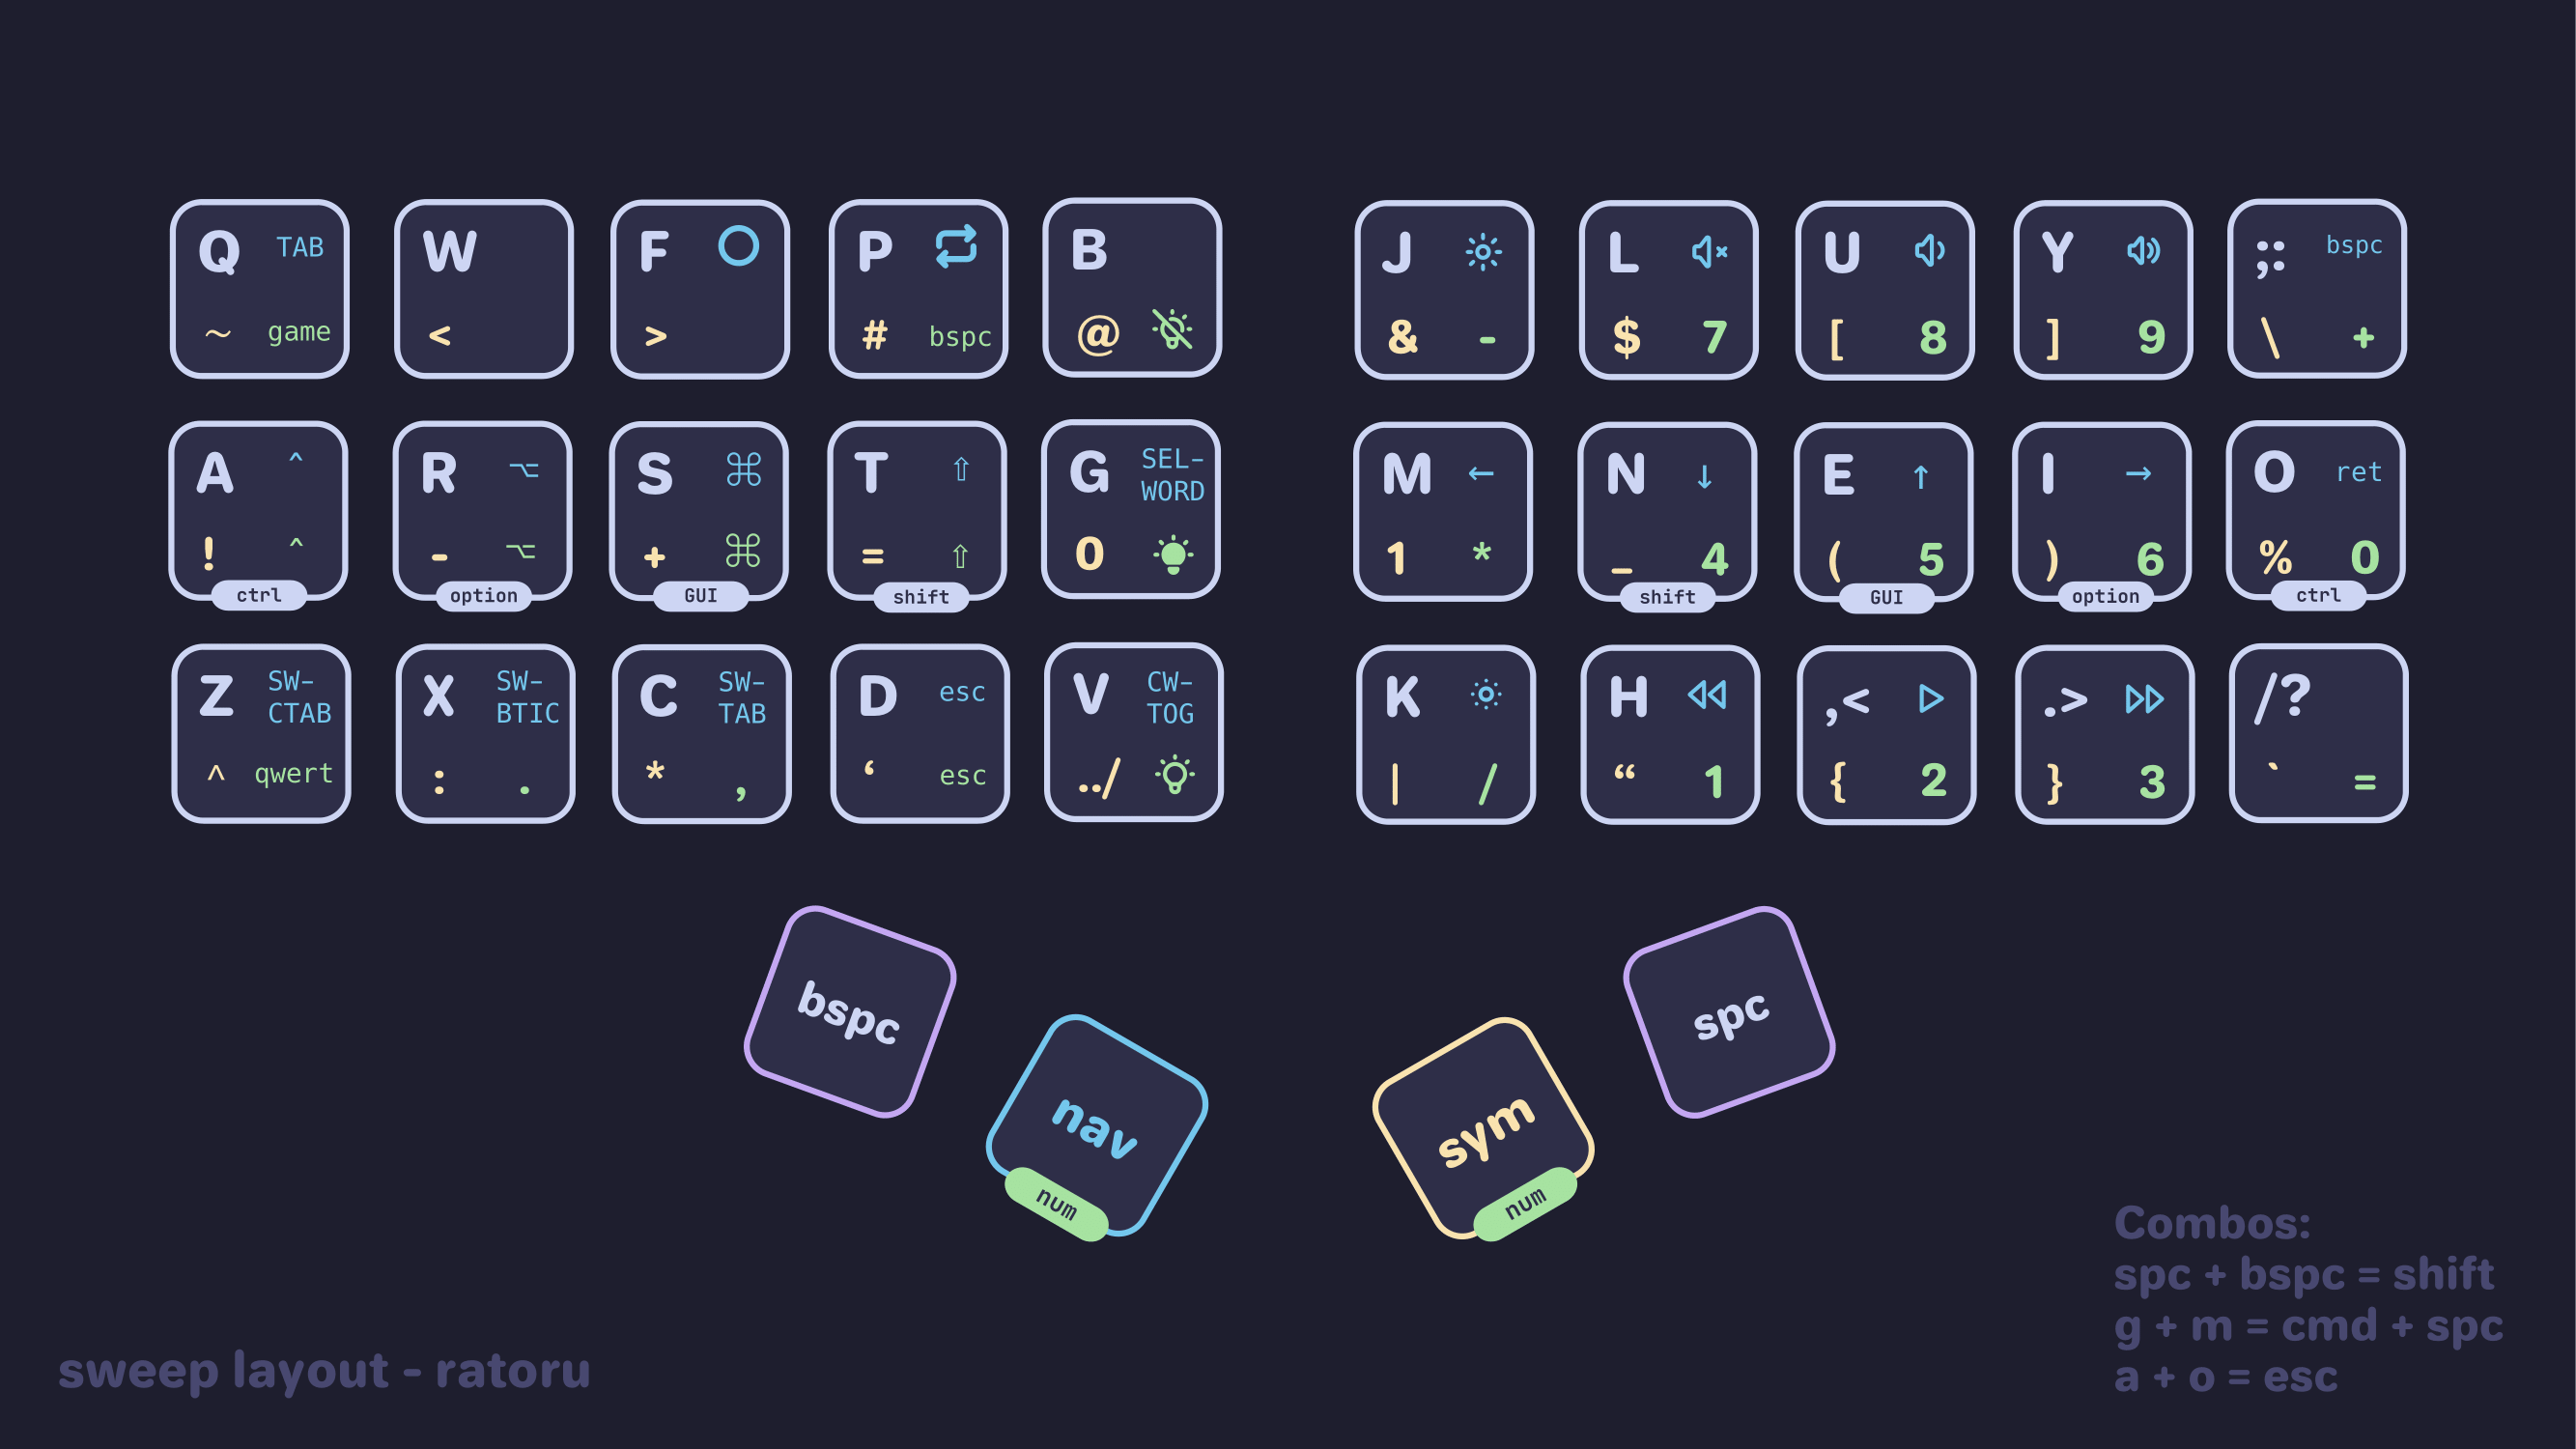 Q TAB W F P B J L U Y ;: bspc
~ game < > # bspc @ & - $ 7 [ 8 ] 9 \ +
A ^ R ⌥ S ⌘ T ⇧ G SEL-
WORD
M ← N ↓ E ↑ I → O ret
! ^ - ⌥ + ⌘ = ⇧ 0 1 * _ 4 ( 5 ) 6 % 0
ctrl option GUI shift shift GUI option ctrl
Z SW-
CTAB
X SW-
BTIC
C SW-
TAB
D esc V CW-
TOG
K H ,< .> /?
^ qwert : . * , ‘ esc ../ | / “ 1 { 2 } 3 ` =
bspc
nav
num
sym
num
spc
Combos:
spc + bspc = shift
g + m = cmd + spc
a + o = esc
sweep layout - ratoru